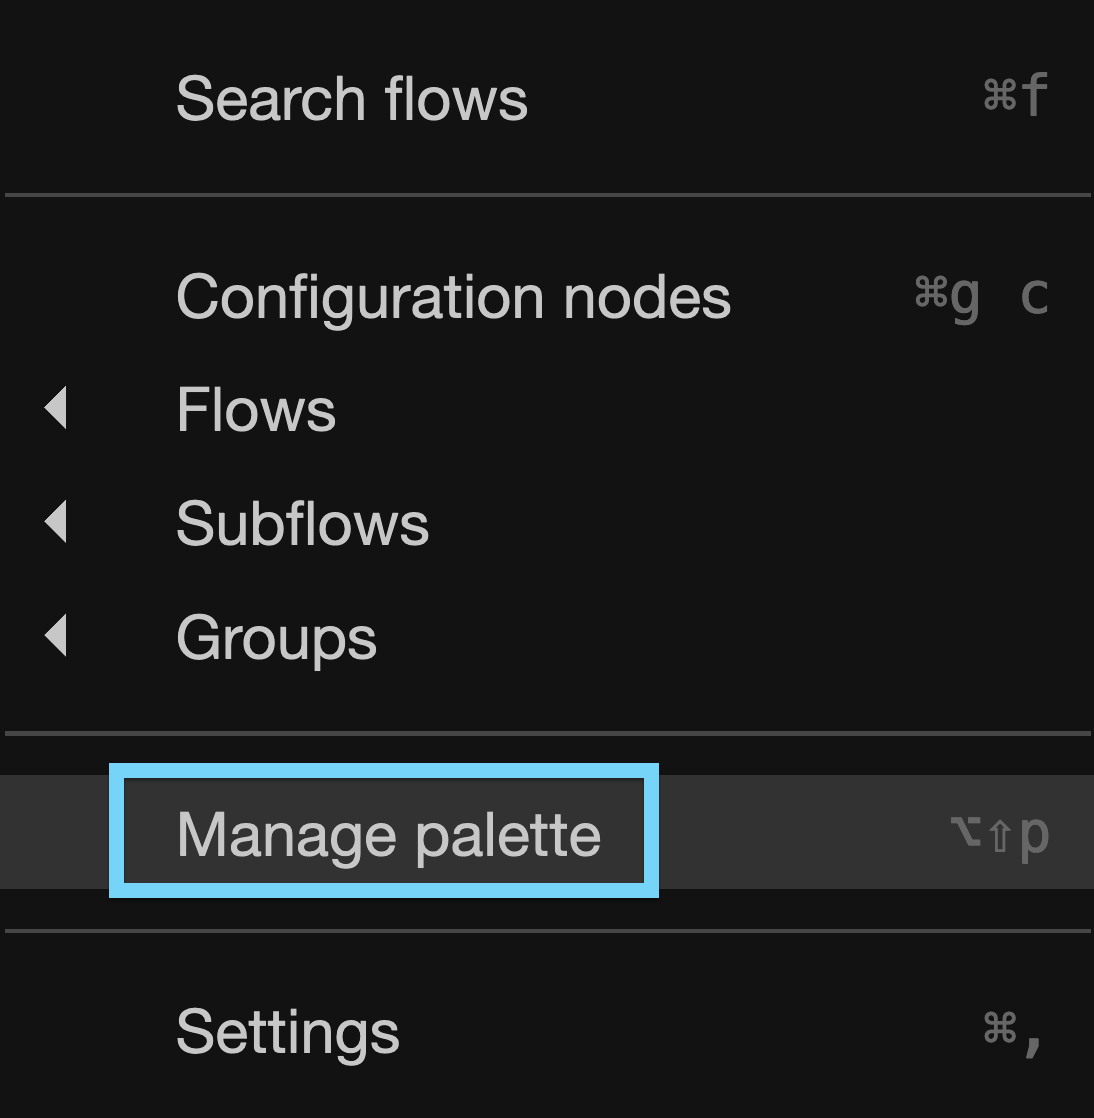 Search flows ⌘f
Configuration nodes ⌘g c
Flows
Subflows
Groups
Manage palette ⌥⇧p
Settings ⌘,